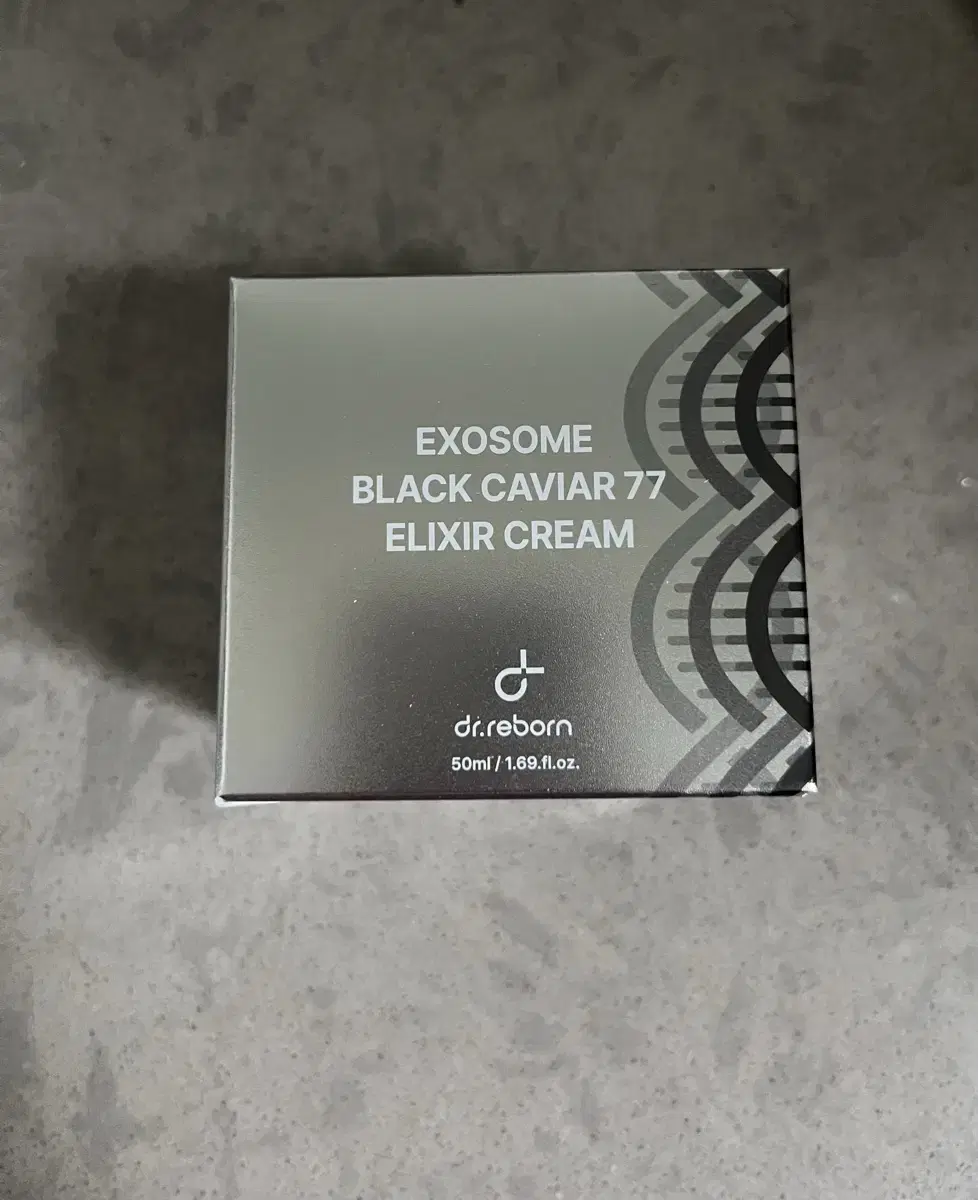 EXOSOME
BLACK CAVIAR 77
ELIXIR CREAM
dr.reborn
50ml / 1.69.fl.oz.